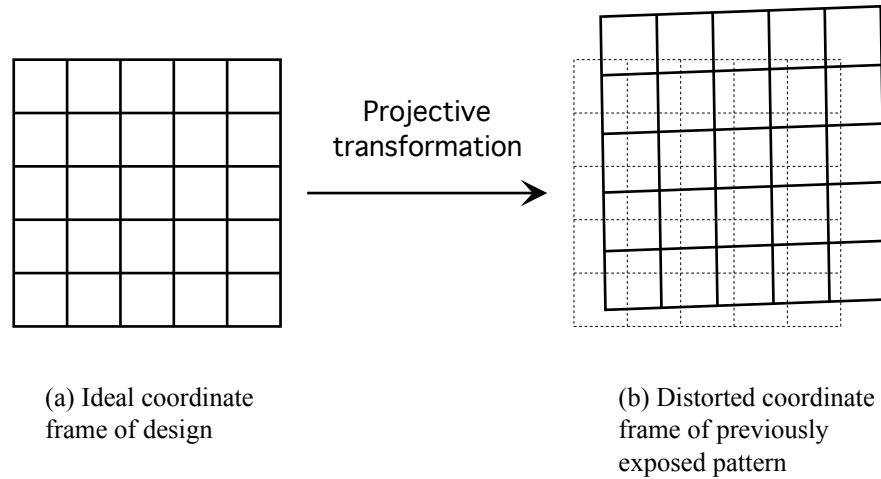 Projective
transformation
(a) Ideal coordinate
frame of design
(b) Distorted coordinate
frame of previously
exposed pattern